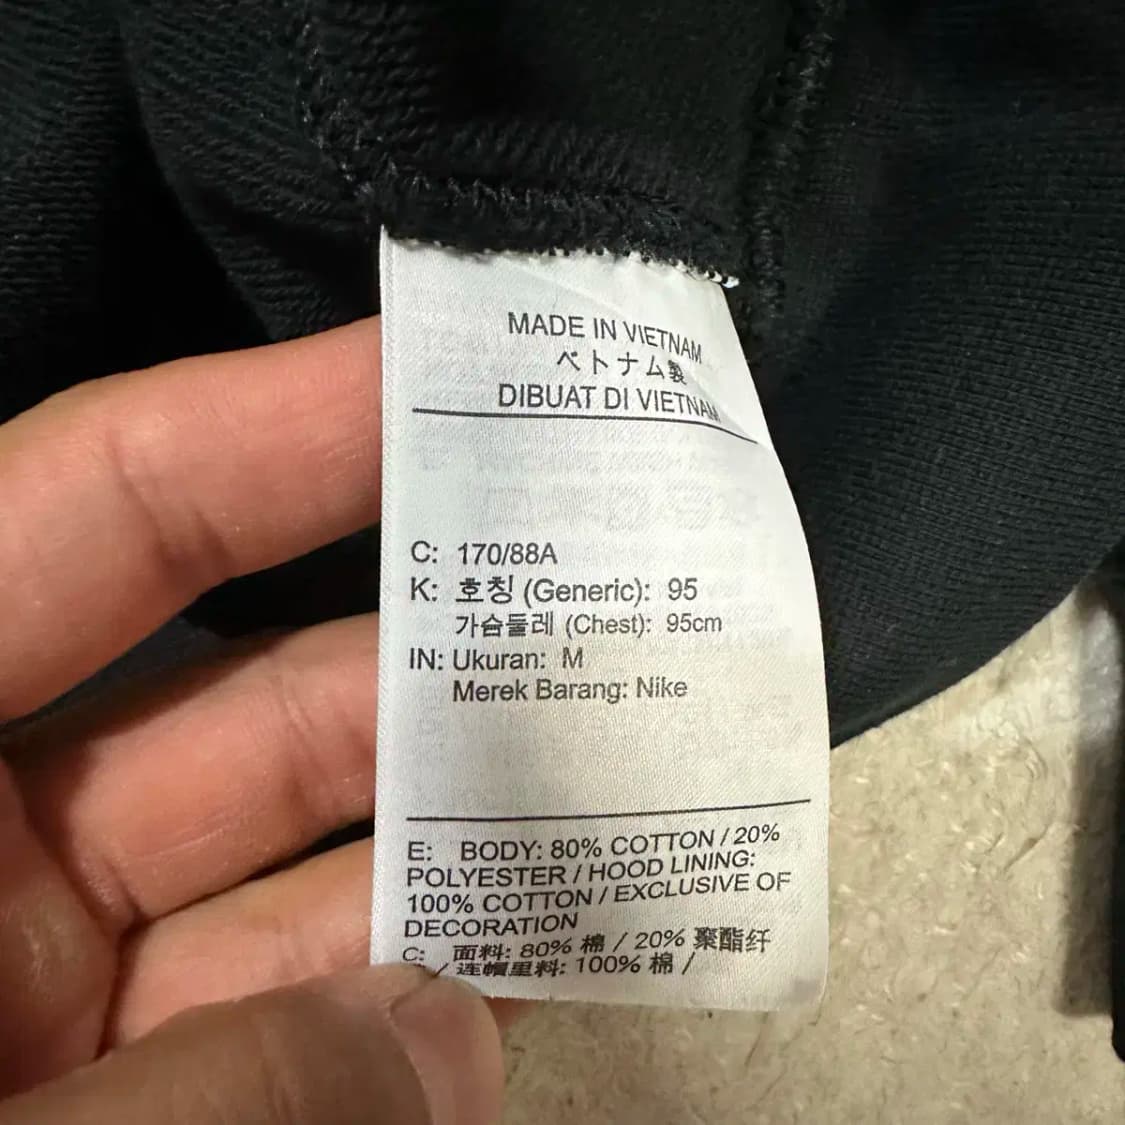 MADE IN VIETNAM
ベトナム製
DIBUAT DI VIETNAM
C: 170/88A
K: 호칭 (Generic): 95
가슴둘레 (Chest): 95cm
IN: Ukuran: M
Merek Barang: Nike
E: BODY: 80% COTTON / 20%
POLYESTER / HOOD LINING:
100% COTTON / EXCLUSIVE OF
DECORATION
C: 面料: 80% 棉 / 20% 聚酯纤
/ 连帽里料: 100% 棉 /